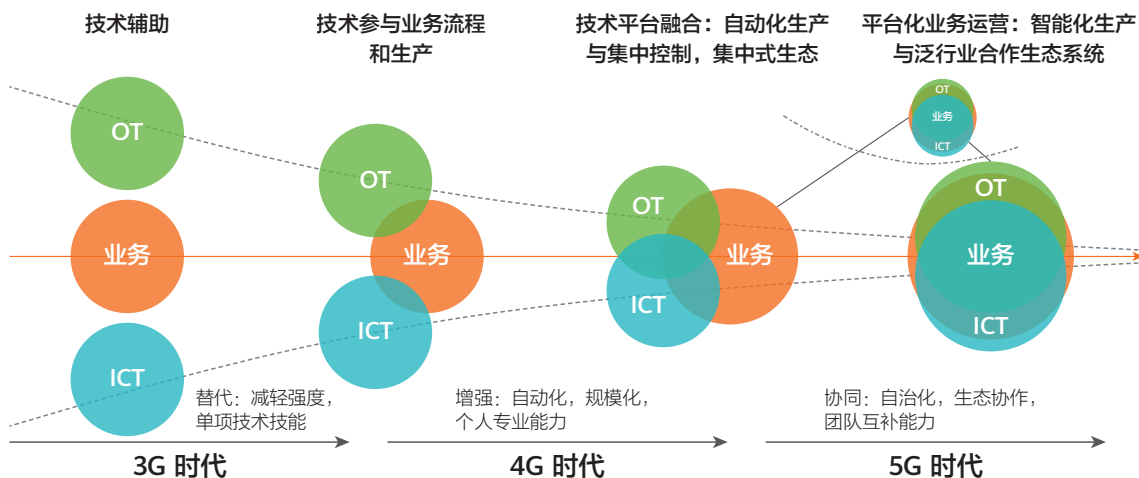 技术辅助
技术参与业务流程
和生产
技术平台融合：自动化生产
与集中控制，集中式生态
平台化业务运营：智能化生产
与泛行业合作生态系统
OT
业务
ICT
OT
业务
ICT
OT
业务
ICT
OT
业务
ICT
OT
业务
ICT
替代：减轻强度，
单项技术技能
增强：自动化，规模化，
个人专业能力
协同：自治化，生态协作，
团队互补能力
3G 时代
4G 时代
5G 时代